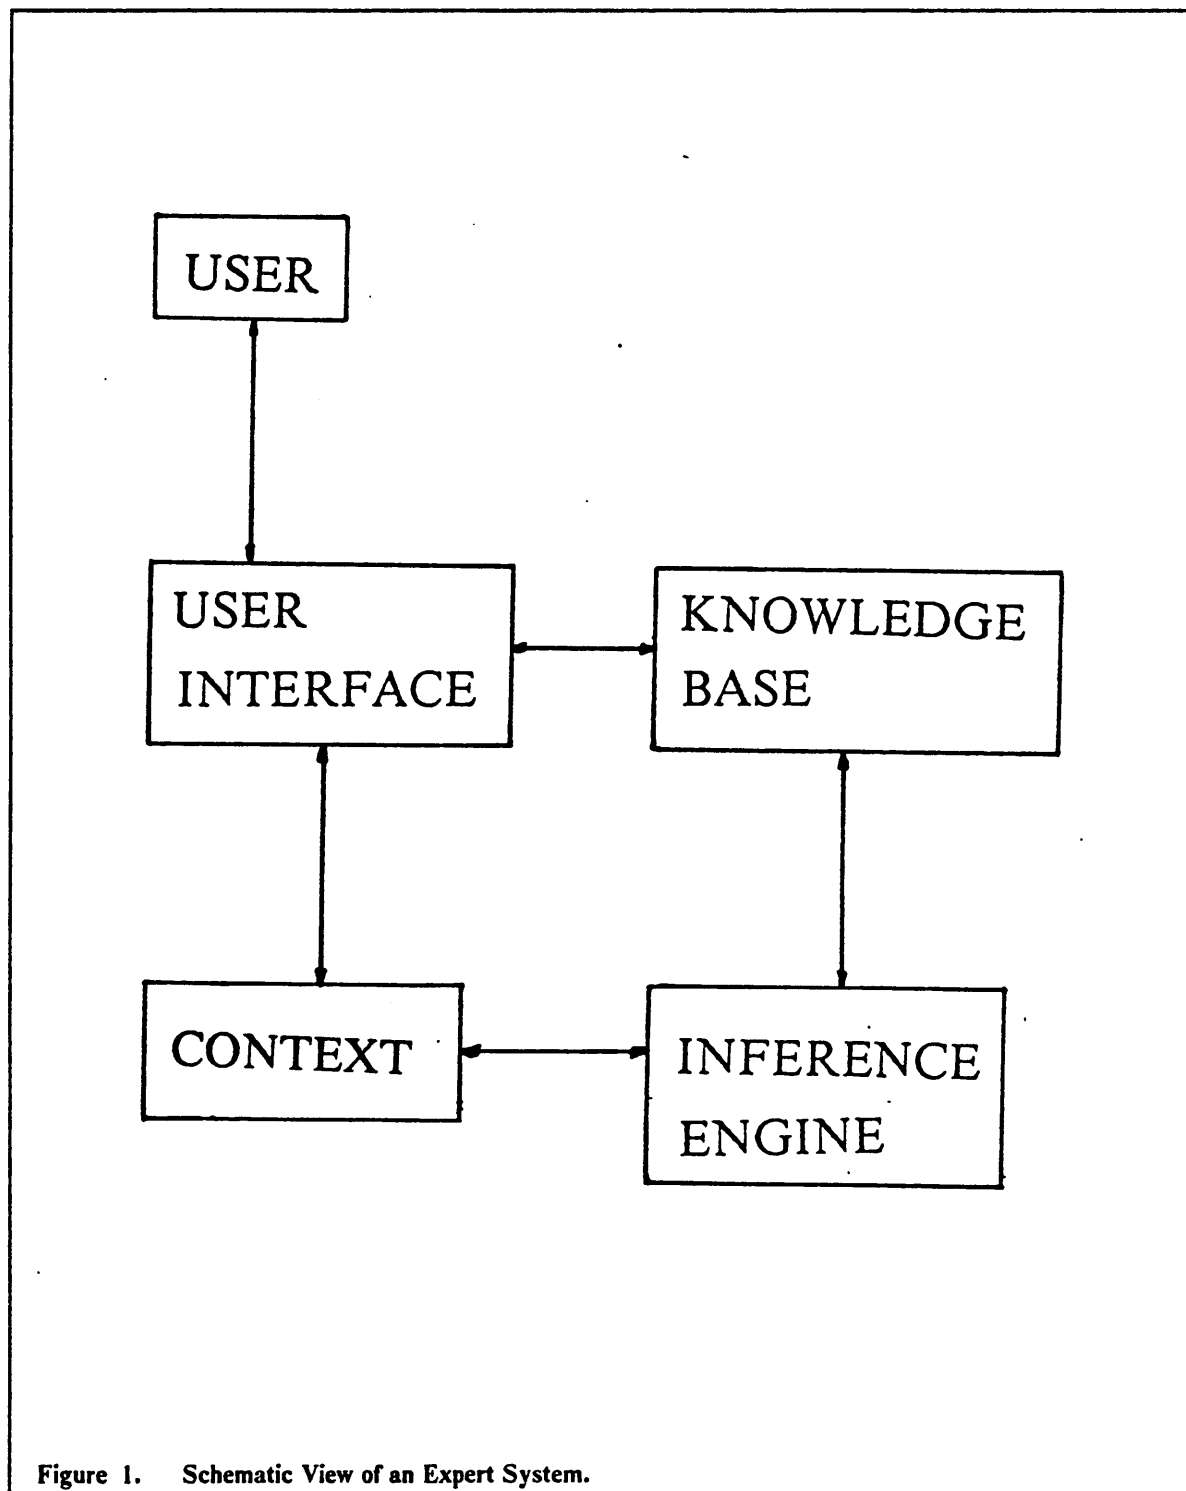 USER
USER
INTERFACE
KNOWLEDGE
BASE
CONTEXT
INFERENCE
ENGINE
Figure 1. Schematic View of an Expert System.